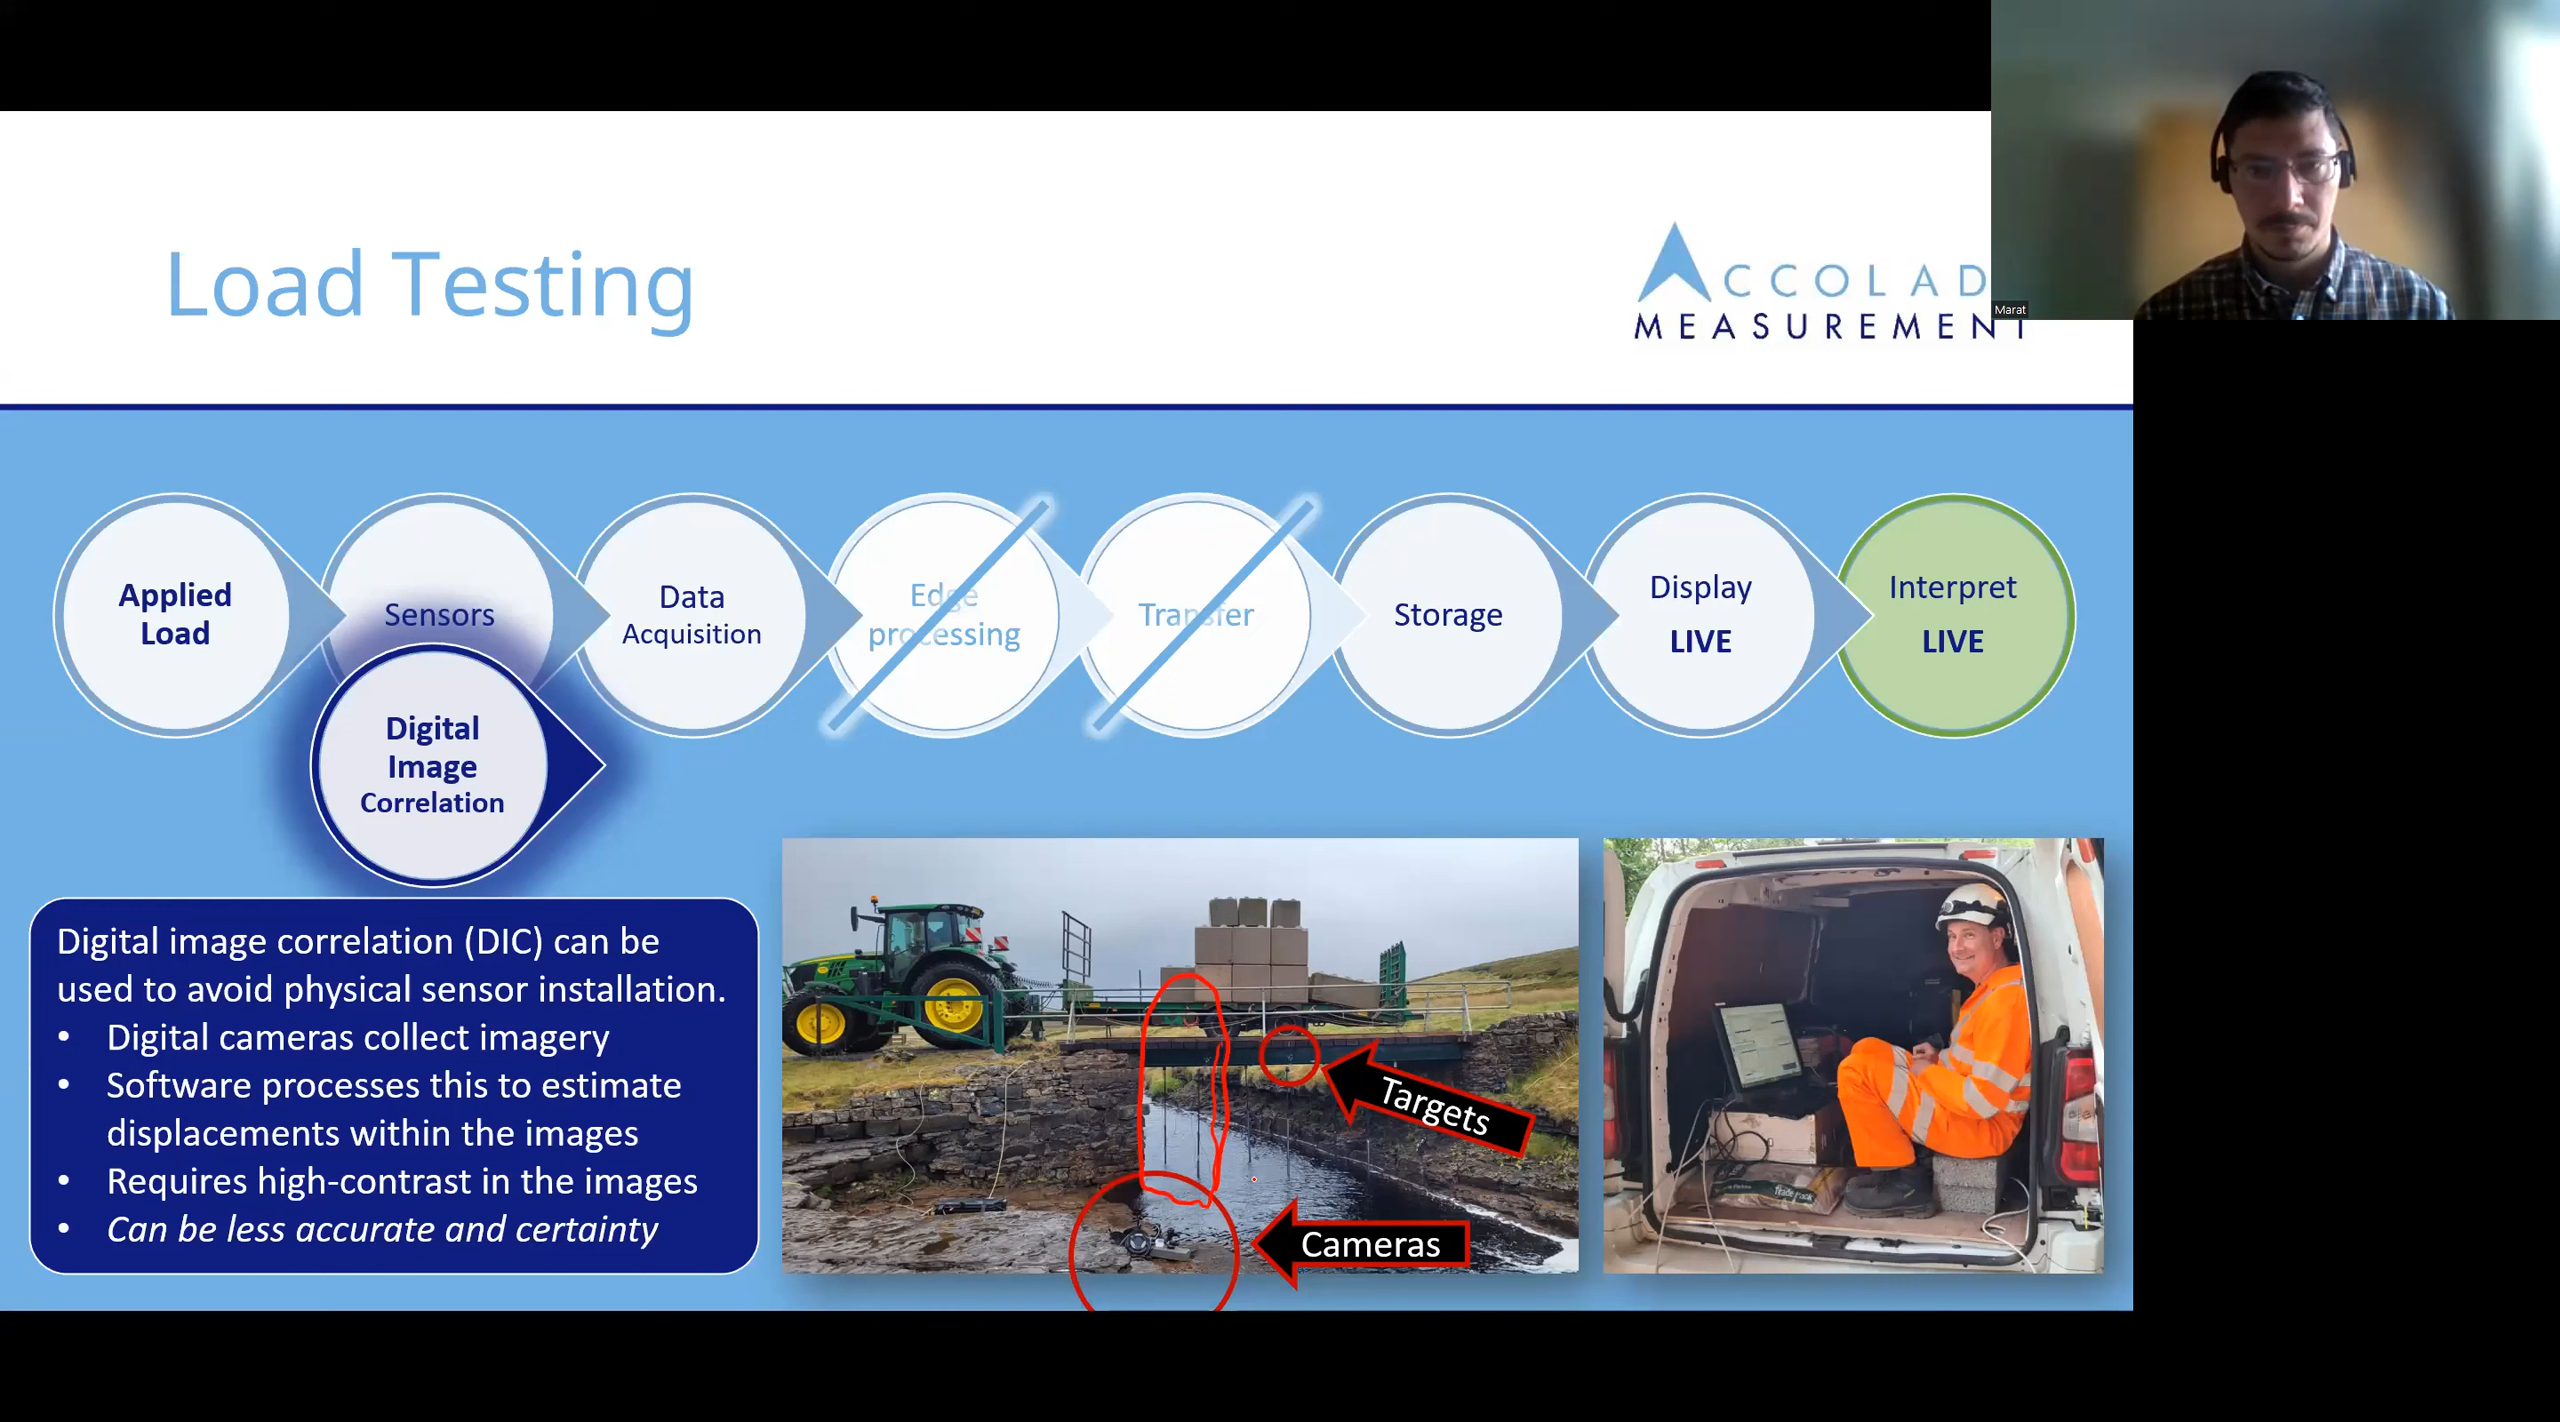 Load Testing
ACCOLAD
MEASUREMENT
Marat
Applied
Load
Sensors
Data
Acquisition
Edge
processing
Transfer
Storage
Display
LIVE
Interpret
LIVE
Digital
Image
Correlation
Digital image correlation (DIC) can be
used to avoid physical sensor installation.
• Digital cameras collect imagery
• Software processes this to estimate
displacements within the images
• Requires high-contrast in the images
• Can be less accurate and certainty
Targets
Cameras
Trade Pack